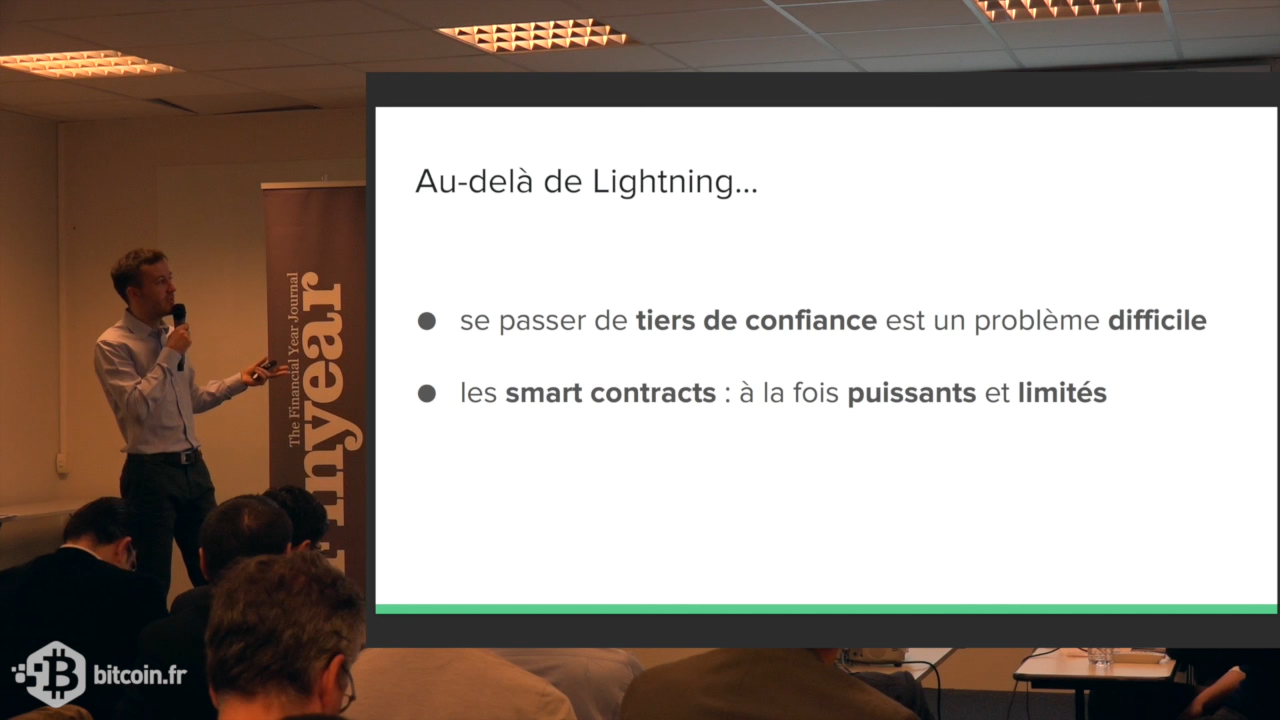 Au-delà de Lightning...
● se passer de tiers de confiance est un problème difficile
● les smart contracts : à la fois puissants et limités
The Financial Year Journal
Finyear
bitcoin.fr